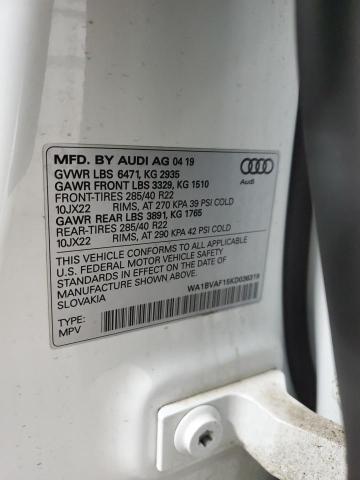 MFD. BY AUDI AG 04 19
GVWR LBS 6471, KG 2935
GAWR FRONT LBS 3329, KG 1510
FRONT-TIRES 285/40 R22
10JX22 RIMS, AT 270 KPA 39 PSI COLD
GAWR REAR LBS 3891, KG 1765
REAR-TIRES 285/40 R22
10JX22 RIMS, AT 290 KPA 42 PSI COLD
THIS VEHICLE CONFORMS TO ALL APPLICABLE
U.S. FEDERAL MOTOR VEHICLE SAFETY
STANDARDS IN EFFECT ON THE DATE OF
MANUFACTURE SHOWN ABOVE.
SLOVAKIA
WA1BVAF15KD036319
TYPE:
MPV
Audi